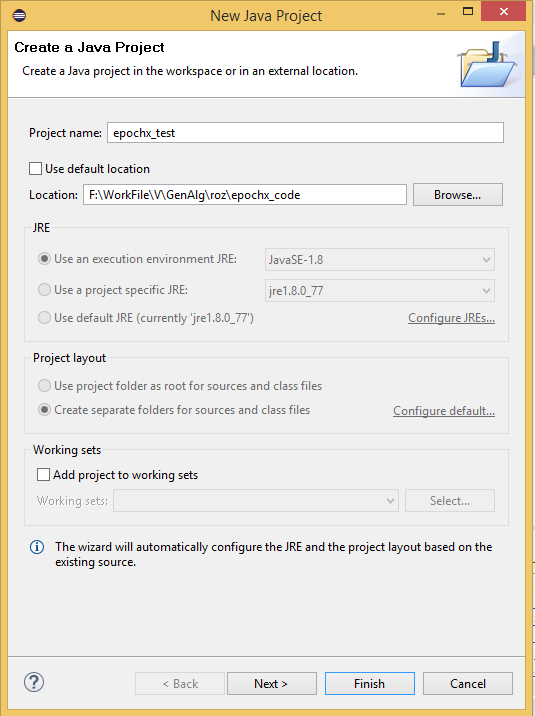 New Java Project
Create a Java Project
Create a Java project in the workspace or in an external location.
Project name: epochx_test
Use default location
Location: F:\WorkFile\V\GenAlg\roz\epochx_code Browse...
JRE
Use an execution environment JRE: JavaSE-1.8
Use a project specific JRE: jre1.8.0_77
Use default JRE (currently 'jre1.8.0_77') Configure JREs...
Project layout
Use project folder as root for sources and class files
Create separate folders for sources and class files Configure default...
Working sets
Add project to working sets
Working sets: Select...
The wizard will automatically configure the JRE and the project layout based on the
existing source.
? < Back Next > Finish Cancel